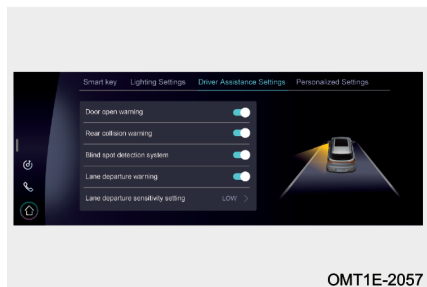 Smart key Lighting Settings Driver Assistance Settings Personalized Settings
Door open warning
Rear collision warning
Blind spot detection system
Lane departure warning
Lane departure sensitivity setting LOW >
OMT1E-2057